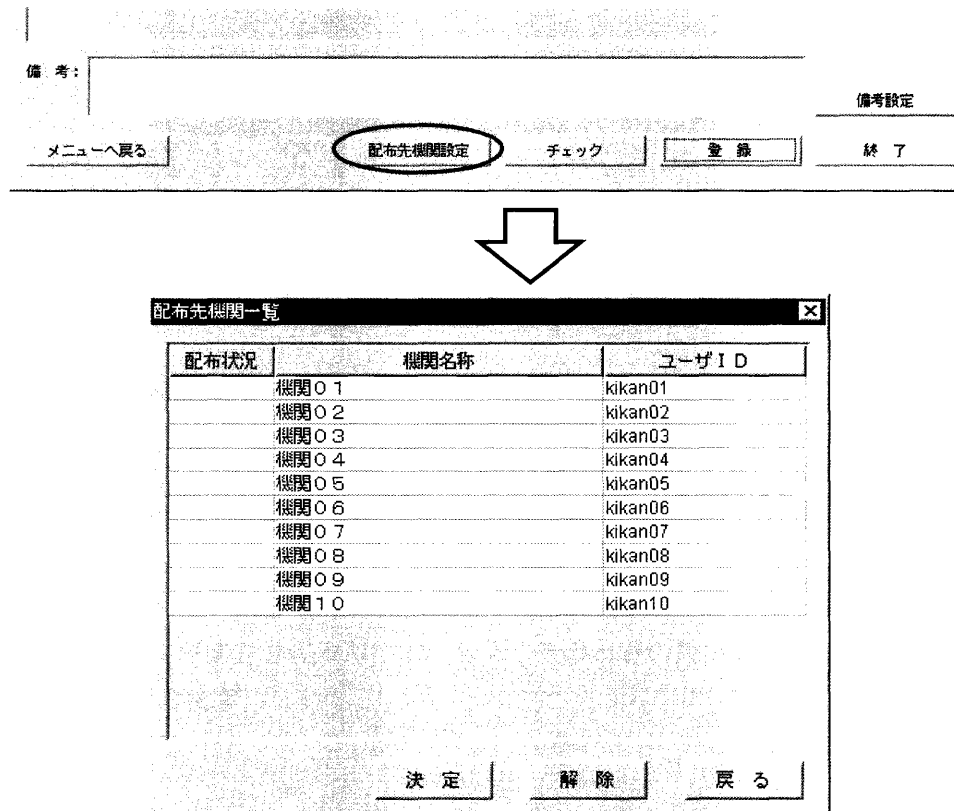 備 考:
備考設定
メニューへ戻る 配布先機関設定 チェック 登 録 終 了
配布先機関一覧
配布状況 機関名称 ユーザID
機関01 kikan01
機関02 kikan02
機関03 kikan03
機関04 kikan04
機関05 kikan05
機関06 kikan06
機関07 kikan07
機関08 kikan08
機関09 kikan09
機関10 kikan10
決 定 解 除 戻 る